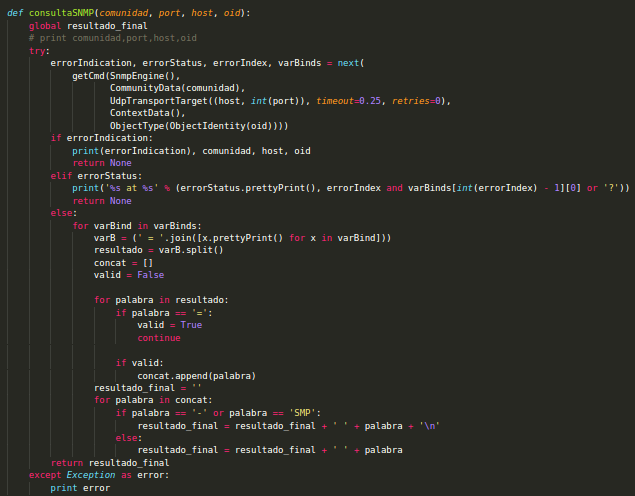 def consultaSNMP(comunidad, port, host, oid):
    global resultado_final
    # print comunidad,port,host,oid
    try:
        errorIndication, errorStatus, errorIndex, varBinds = next(
            getCmd(SnmpEngine(),
                   CommunityData(comunidad),
                   UdpTransportTarget((host, int(port)), timeout=0.25, retries=0),
                   ContextData(),
                   ObjectType(ObjectIdentity(oid))))
        if errorIndication:
            print(errorIndication), comunidad, host, oid
            return None
        elif errorStatus:
            print('%s at %s' % (errorStatus.prettyPrint(), errorIndex and varBinds[int(errorIndex) - 1][0] or '?'))
            return None
        else:
            for varBind in varBinds:
                varB = (' = '.join([x.prettyPrint() for x in varBind]))
                resultado = varB.split()
                concat = []
                valid = False

                for palabra in resultado:
                    if palabra == '=':
                        valid = True
                        continue

                    if valid:
                        concat.append(palabra)
                resultado_final = ''
                for palabra in concat:
                    if palabra == '-' or palabra == 'SMP':
                        resultado_final = resultado_final + ' ' + palabra + '\n'
                    else:
                        resultado_final = resultado_final + ' ' + palabra
        return resultado_final
    except Exception as error:
        print error